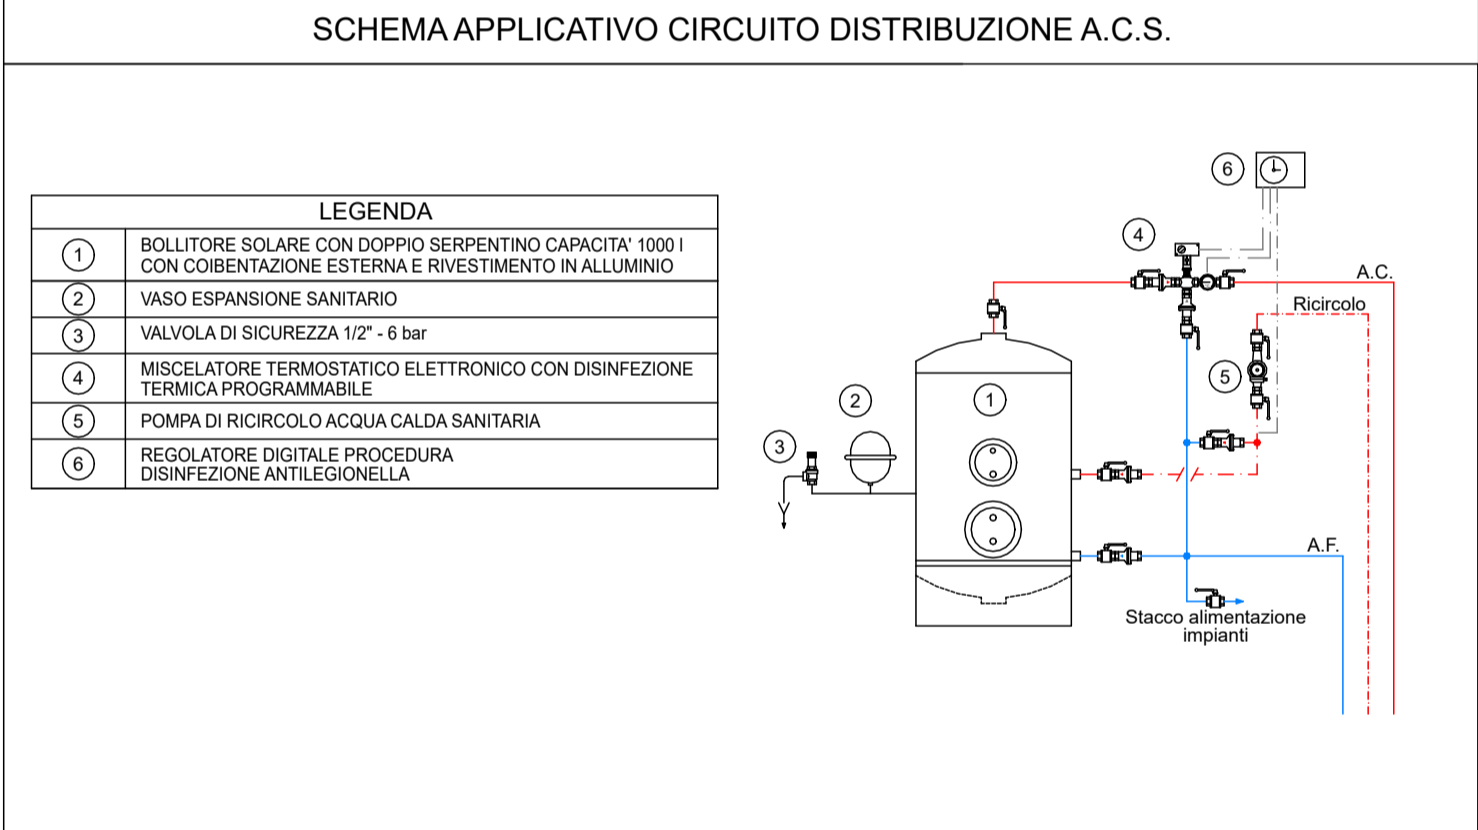 SCHEMA APPLICATIVO CIRCUITO DISTRIBUZIONE A.C.S.
LEGENDA
1
BOLLITORE SOLARE CON DOPPIO SERPENTINO CAPACITA' 1000 l
CON COIBENTAZIONE ESTERNA E RIVESTIMENTO IN ALLUMINIO
2
VASO ESPANSIONE SANITARIO
3
VALVOLA DI SICUREZZA 1/2" - 6 bar
4
MISCELATORE TERMOSTATICO ELETTRONICO CON DISINFEZIONE
TERMICA PROGRAMMABILE
5
POMPA DI RICIRCOLO ACQUA CALDA SANITARIA
6
REGOLATORE DIGITALE PROCEDURA
DISINFEZIONE ANTILEGIONELLA
6
4
A.C.
Ricircolo
5
2
1
3
A.F.
Stacco alimentazione
impianti